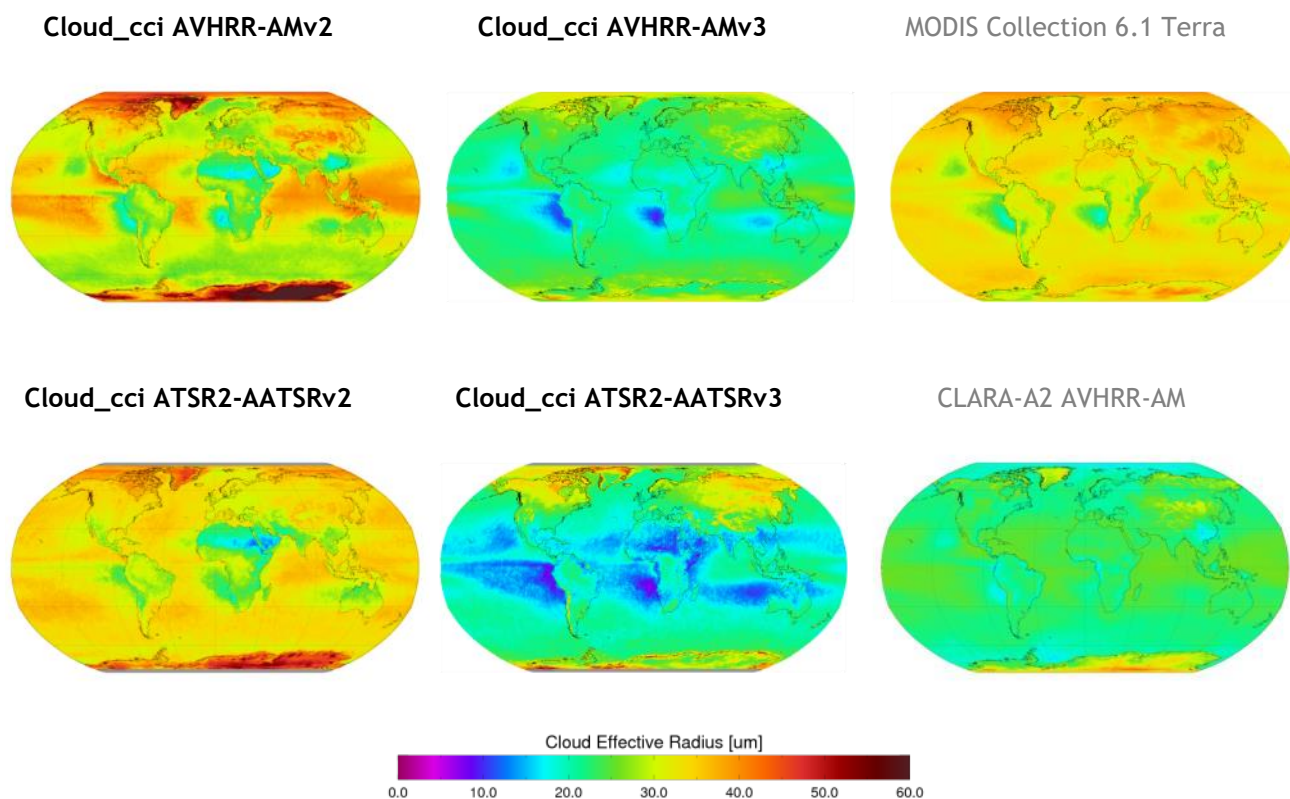 Cloud_cci AVHRR-AMv2
Cloud_cci AVHRR-AMv3
MODIS Collection 6.1 Terra
Cloud_cci ATSR2-AATSRv2
Cloud_cci ATSR2-AATSRv3
CLARA-A2 AVHRR-AM
Cloud Effective Radius [um]
0.0 10.0 20.0 30.0 40.0 50.0 60.0